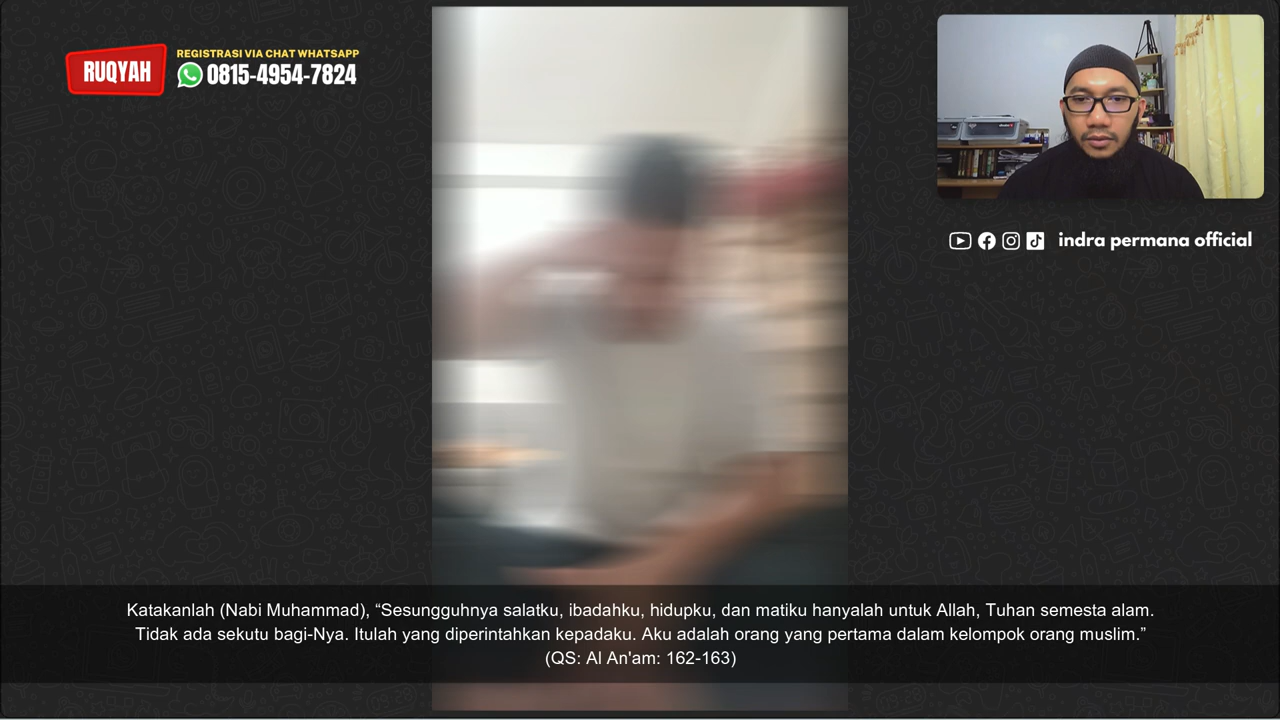 RUQYAH
REGISTRASI VIA CHAT WHATSAPP
0815-4954-7824
indra permana official
Katakanlah (Nabi Muhammad), “Sesungguhnya salatku, ibadahku, hidupku, dan matiku hanyalah untuk Allah, Tuhan semesta alam.
Tidak ada sekutu bagi-Nya. Itulah yang diperintahkan kepadaku. Aku adalah orang yang pertama dalam kelompok orang muslim.”
(QS: Al An'am: 162-163)